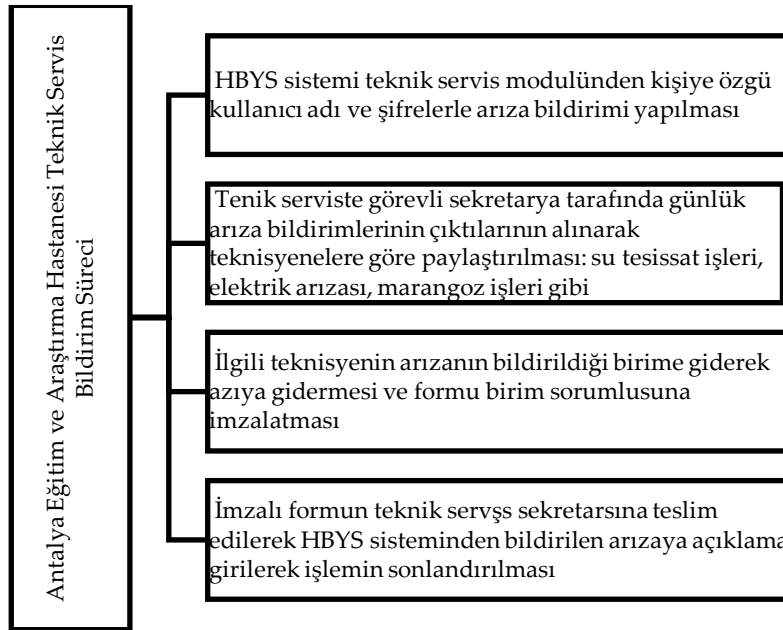 Antalya Eğitim ve Araştırma Hastanesi Teknik Servis
Bildirim Süreci
HBYS sistemi teknik servis modulünden kişiye özgü
kullanıcı adı ve şifrelerle arıza bildirimi yapılması
Tenik serviste görevli sekretarya tarafında günlük
arıza bildirimlerinin çıktılarının alınarak
teknisyenelere göre paylaştırılması: su tesissat işleri,
elektrik arızası, marangoz işleri gibi
İlgili teknisyenin arızanın bildirildiği birime giderek
azıya gidermesi ve formu birim sorumlusuna
imzalatması
İmzalı formun teknik servşs sekretarsına teslim
edilerek HBYS sisteminden bildirilen arızaya açıklama
girilerek işlemin sonlandırılması